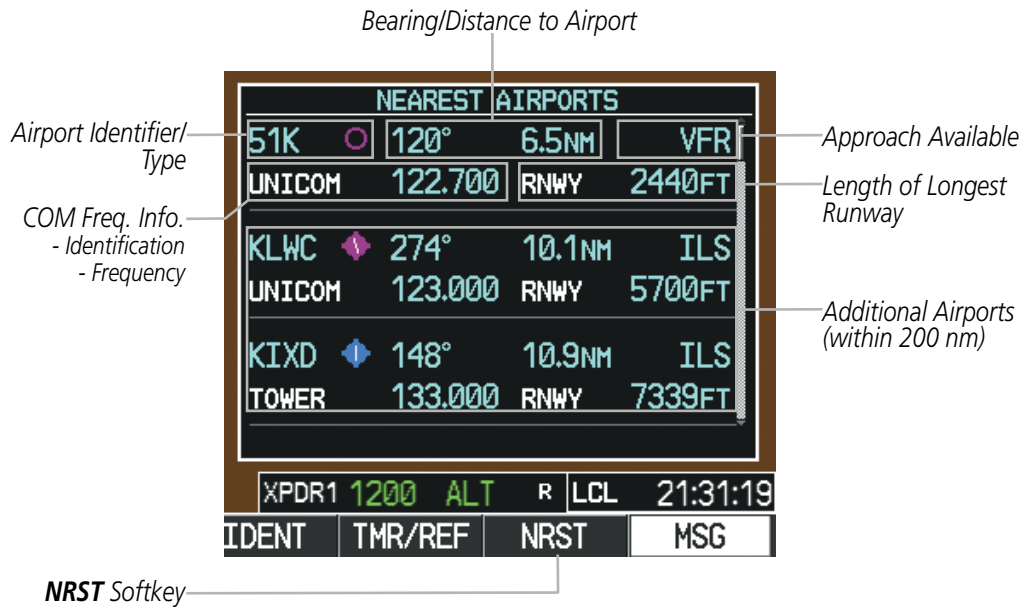 Bearing/Distance to Airport
NEAREST AIRPORTS
Airport Identifier/
Type
51K 120° 6.5NM VFR
Approach Available
UNICOM 122.700 RNWY 2440FT
Length of Longest
Runway
COM Freq. Info.
- Identification
- Frequency
KLWC 274° 10.1NM ILS
UNICOM 123.000 RNWY 5700FT
Additional Airports
(within 200 nm)
KIXD 148° 10.9NM ILS
TOWER 133.000 RNWY 7339FT
XPDR1 1200 ALT R LCL 21:31:19
IDENT TMR/REF NRST MSG
NRST Softkey